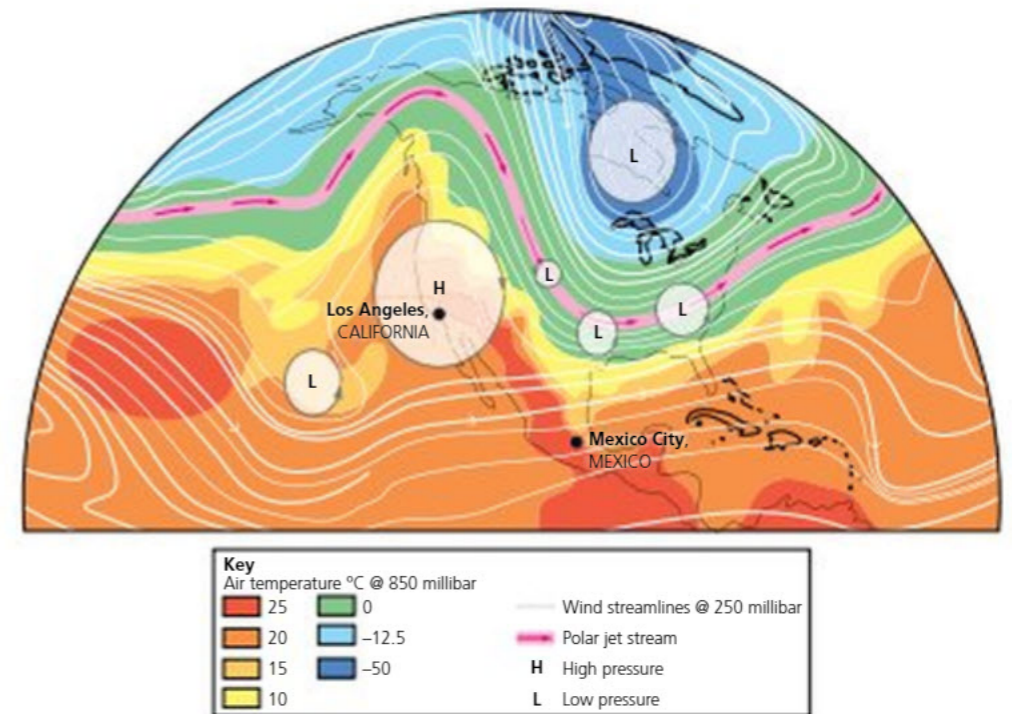 L
L
H
Los Angeles,
CALIFORNIA
L
L
L
Mexico City,
MEXICO
Key
Air temperature °C @ 850 millibar
25
0
Wind streamlines @ 250 millibar
20
–12.5
Polar jet stream
15
–50
H High pressure
10
L Low pressure